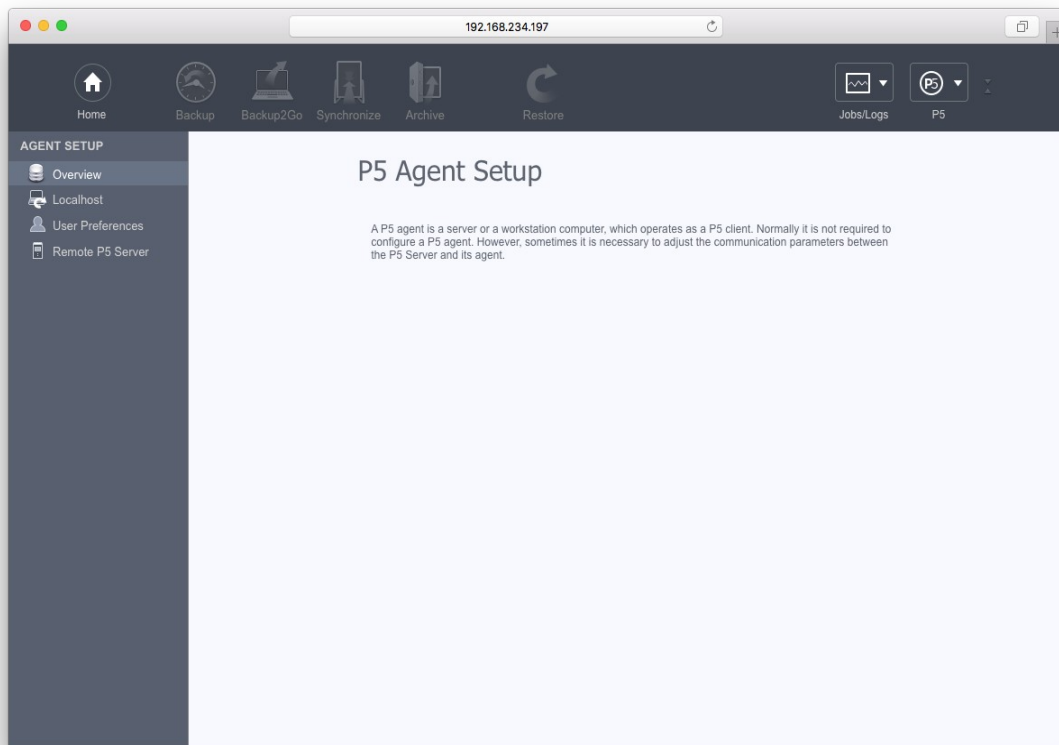 192.168.234.197
Home
Backup
Backup2Go
Synchronize
Archive
Restore
Jobs/Logs
P5
P5
AGENT SETUP
Overview
Localhost
User Preferences
Remote P5 Server
P5 Agent Setup
A P5 agent is a server or a workstation computer, which operates as a P5 client. Normally it is not required to
configure a P5 agent. However, sometimes it is necessary to adjust the communication parameters between
the P5 Server and its agent.